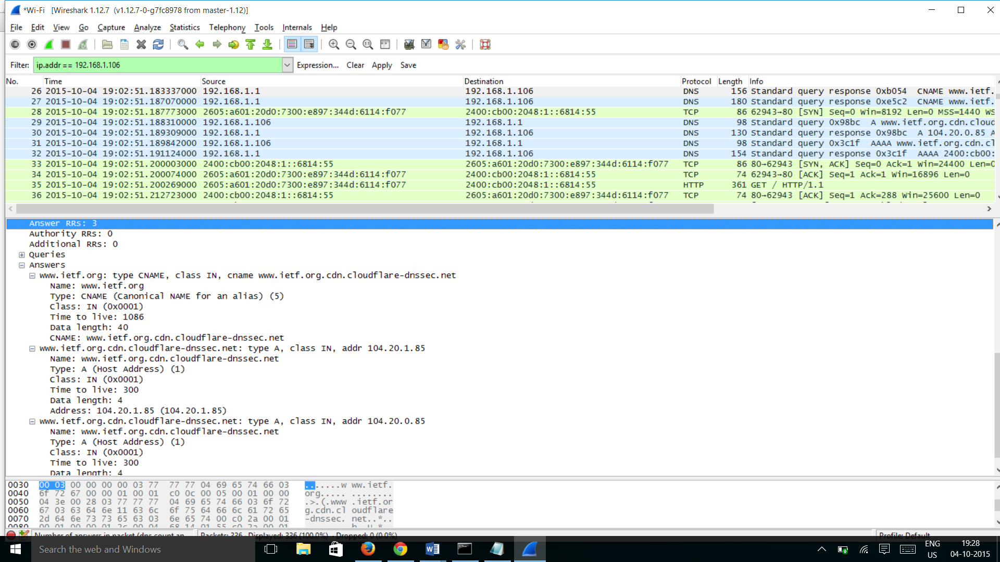 *Wi-Fi   [Wireshark 1.12.7  (v1.12.7-0-g7fc8978 from master-1.12)]
File Edit View Go Capture Analyze Statistics Telephony Tools Internals Help
Filter: ip.addr == 192.168.1.106 Expression... Clear Apply Save
No. Time Source Destination Protocol Length Info
26 2015-10-04 19:02:51.183337000 192.168.1.1 192.168.1.106 DNS 156 Standard query response 0xb054  CNAME www.ietf.
27 2015-10-04 19:02:51.187070000 192.168.1.1 192.168.1.106 DNS 180 Standard query response 0xe5c2  CNAME www.ietf.
28 2015-10-04 19:02:51.187773000 2605:a601:20d0:7300:e897:344d:6114:f077 2400:cb00:2048:1::6814:55 TCP 86 62943→80 [SYN] Seq=0 Win=8192 Len=0 MSS=1440 WS
29 2015-10-04 19:02:51.188310000 192.168.1.106 192.168.1.1 DNS 98 Standard query 0x98bc  A www.ietf.org.cdn.cloud
30 2015-10-04 19:02:51.189309000 192.168.1.1 192.168.1.106 DNS 130 Standard query response 0x98bc  A 104.20.0.85 A
31 2015-10-04 19:02:51.189842000 192.168.1.106 192.168.1.1 DNS 98 Standard query 0x3c1f  AAAA www.ietf.org.cdn.cl
32 2015-10-04 19:02:51.191124000 192.168.1.1 192.168.1.106 DNS 154 Standard query response 0x3c1f  AAAA 2400:cb00:
33 2015-10-04 19:02:51.200003000 2400:cb00:2048:1::6814:55 2605:a601:20d0:7300:e897:344d:6114:f077 TCP 86 80→62943 [SYN, ACK] Seq=0 Ack=1 Win=24400 Len=0
34 2015-10-04 19:02:51.200074000 2605:a601:20d0:7300:e897:344d:6114:f077 2400:cb00:2048:1::6814:55 TCP 74 62943→80 [ACK] Seq=1 Ack=1 Win=16896 Len=0
35 2015-10-04 19:02:51.200269000 2605:a601:20d0:7300:e897:344d:6114:f077 2400:cb00:2048:1::6814:55 HTTP 361 GET / HTTP/1.1
36 2015-10-04 19:02:51.212723000 2400:cb00:2048:1::6814:55 2605:a601:20d0:7300:e897:344d:6114:f077 TCP 74 80→62943 [ACK] Seq=1 Ack=288 Win=25600 Len=0
Answer RRs: 3
Authority RRs: 0
Additional RRs: 0
Queries
Answers
www.ietf.org: type CNAME, class IN, cname www.ietf.org.cdn.cloudflare-dnssec.net
Name: www.ietf.org
Type: CNAME (Canonical NAME for an alias) (5)
Class: IN (0x0001)
Time to live: 1086
Data length: 40
CNAME: www.ietf.org.cdn.cloudflare-dnssec.net
www.ietf.org.cdn.cloudflare-dnssec.net: type A, class IN, addr 104.20.1.85
Name: www.ietf.org.cdn.cloudflare-dnssec.net
Type: A (Host Address) (1)
Class: IN (0x0001)
Time to live: 300
Data length: 4
Address: 104.20.1.85 (104.20.1.85)
www.ietf.org.cdn.cloudflare-dnssec.net: type A, class IN, addr 104.20.0.85
Name: www.ietf.org.cdn.cloudflare-dnssec.net
Type: A (Host Address) (1)
Class: IN (0x0001)
Time to live: 300
Data length: 4
0030 00 03 00 00 00 00 03 77 77 77 04 69 65 74 66 03 .......w ww.ietf.
0040 6f 72 67 00 00 01 00 01 c0 0c 00 05 00 01 00 00 org..... ........
0050 04 3e 00 28 03 77 77 77 04 69 65 74 66 03 6f 72 .>.(.www .ietf.or
0060 67 03 63 64 6e 11 63 6c 6f 75 64 66 6c 61 72 65 g.cdn.cl oudflare
0070 2d 64 6e 73 73 65 63 03 6e 65 74 00 c0 2a 00 01 -dnssec. net..*..
0080 00 01 00 00 01 2c 00 04 68 14 01 55 c0 2a 00 01
Number of answers in packet (dns.count.an Packets: 336 · Displayed: 336 (100.0%) · Dropped: 0 (0.0%) Profile: Default
Search the web and Windows
ENG
US
19:28
04-10-2015